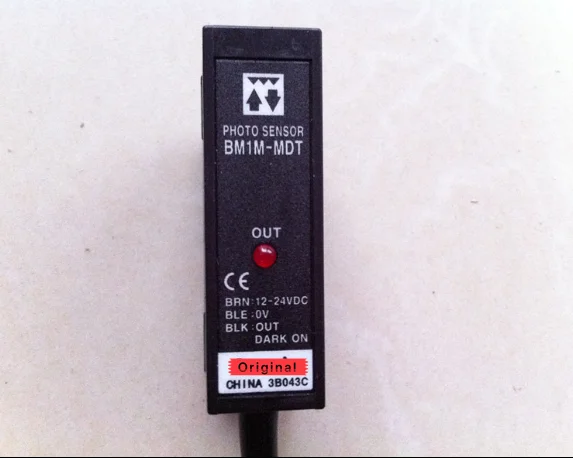 PHOTO SENSOR
BM1M-MDT
OUT
CE
BRN:12-24VDC
BLE:0V
BLK:OUT
DARK ON
Original
CHINA 3B043C